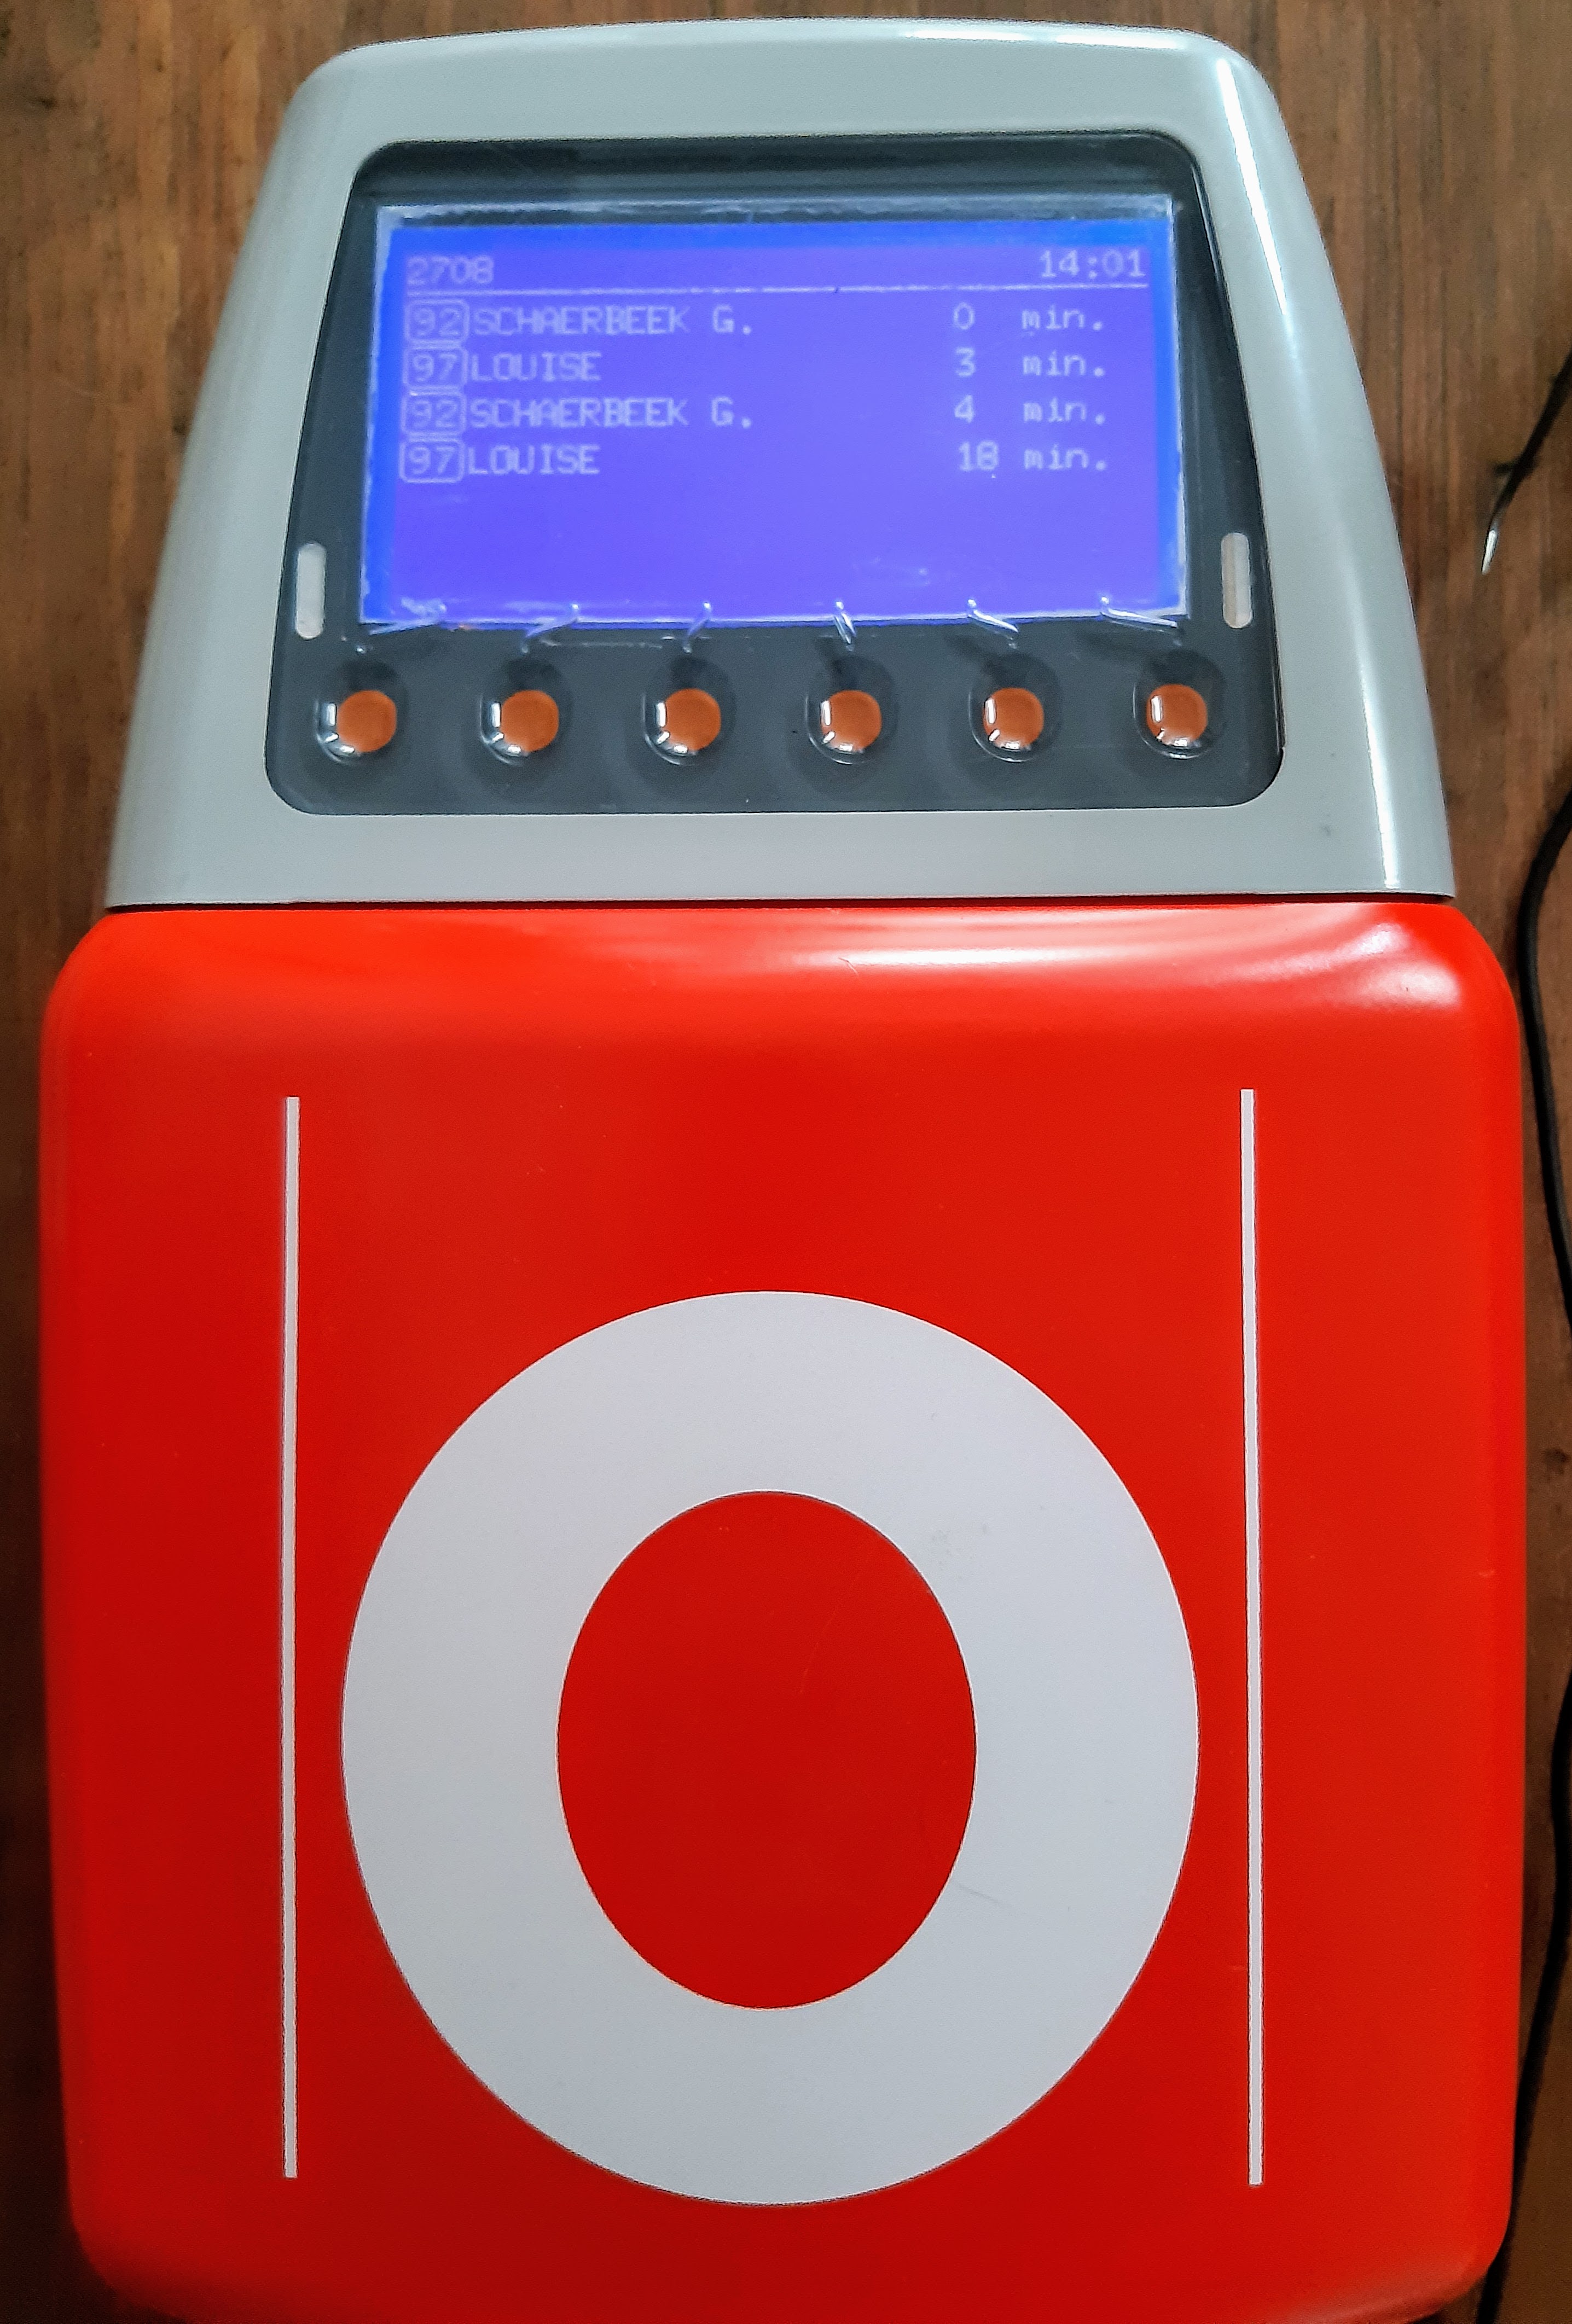 2708 14:01
92 SCHAERBEEK G. 0 min.
97 LOUISE 3 min.
92 SCHAERBEEK G. 4 min.
97 LOUISE 18 min.